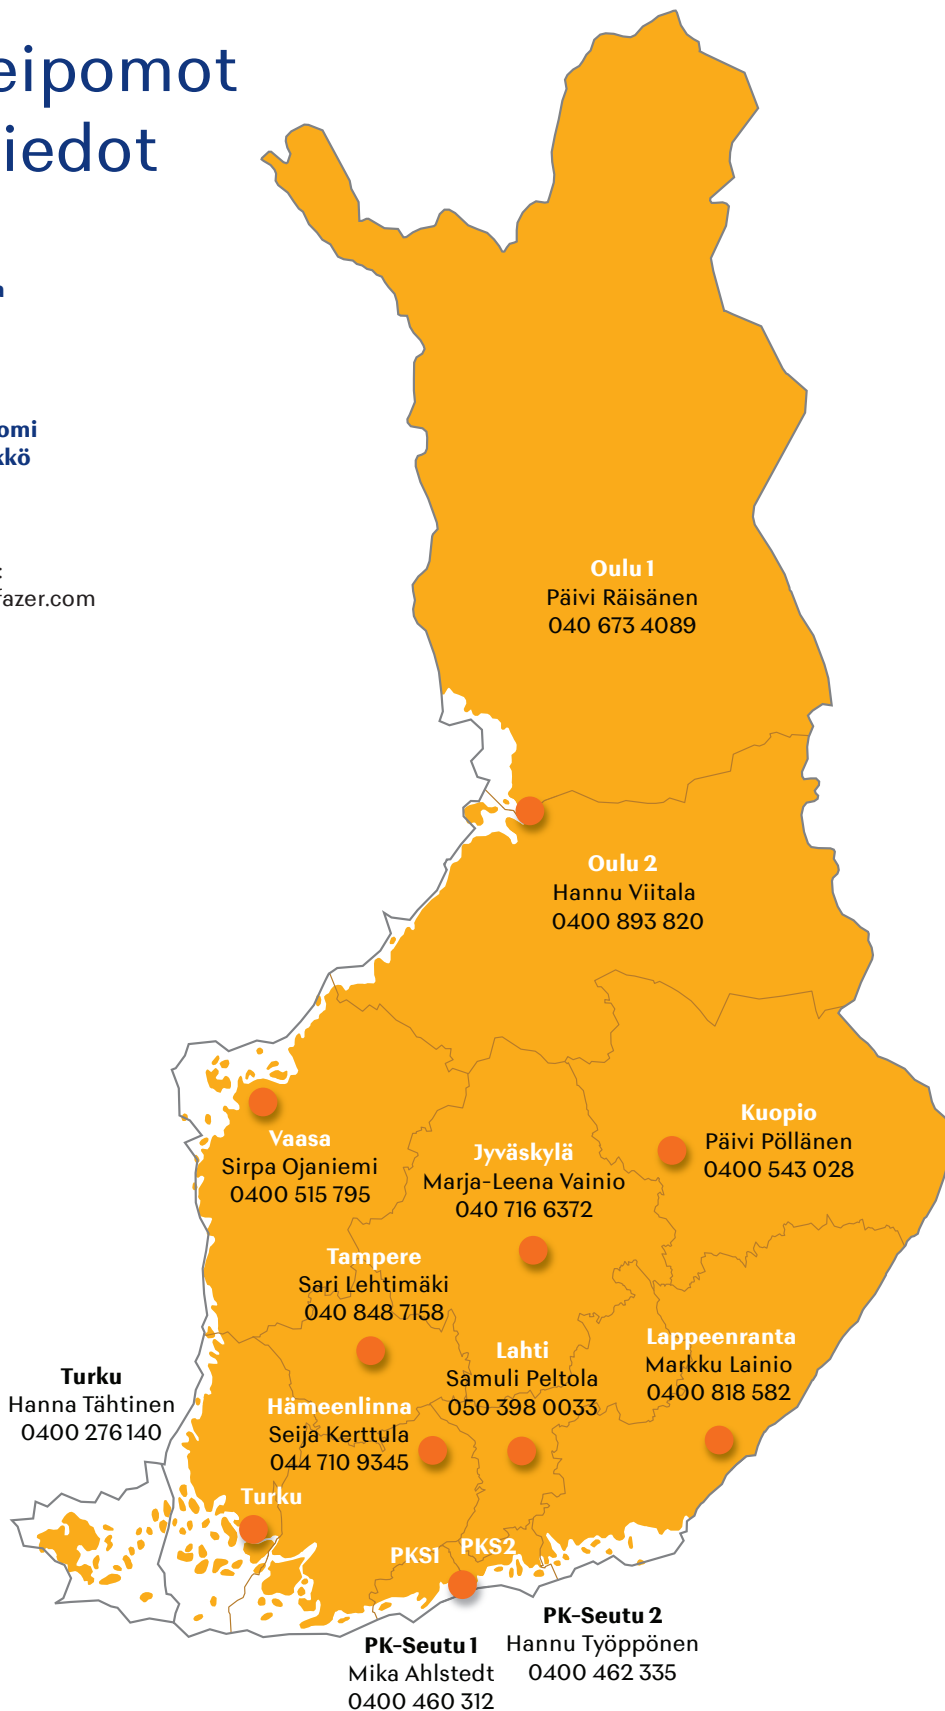 eipomot
iedot
n
omi
kkö
:
fazer.com
Oulu 1
Päivi Räisänen
040 673 4089
Oulu 2
Hannu Viitala
0400 893 820
Kuopio
Päivi Pöllänen
0400 543 028
Vaasa
Sirpa Ojaniemi
0400 515 795
Jyväskylä
Marja-Leena Vainio
040 716 6372
Tampere
Sari Lehtimäki
040 848 7158
Lahti
Samuli Peltola
050 398 0033
Lappeenranta
Markku Lainio
0400 818 582
Turku
Hanna Tähtinen
0400 276 140
Hämeenlinna
Seija Kerttula
044 710 9345
Turku
PKS1
PKS2
PK-Seutu 1
Mika Ahlstedt
0400 460 312
PK-Seutu 2
Hannu Työppönen
0400 462 335